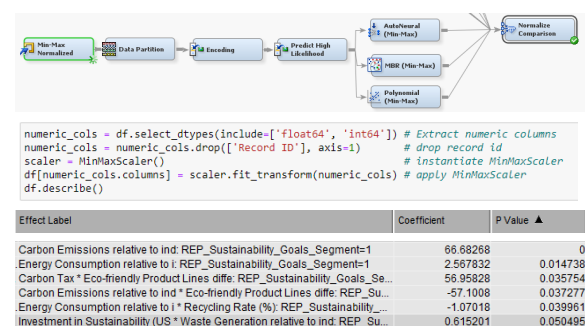 AutoNeural
(Min-Max)
Normalize
Comparison
Min-Max
Normalized
Data Partition
Encoding
Predict High
Likelihood
MBR (Min-Max)
Polynomial
(Min-Max)
numeric_cols = df.select_dtypes(include=['float64', 'int64']) # Extract numeric columns
numeric_cols = numeric_cols.drop(['Record ID'], axis=1) # drop record id
scaler = MinMaxScaler() # instantiate MinMaxScaler
df[numeric_cols.columns] = scaler.fit_transform(numeric_cols) # apply MinMaxScaler
df.describe()
Effect Label Coefficient P Value ▲
Carbon Emissions relative to ind: REP_Sustainability_Goals_Segment=1 66.68268 0
.Energy Consumption relative to i: REP_Sustainability_Goals_Segment=1 2.567832 0.014738
Carbon Tax * Eco-friendly Product Lines diffe: REP_Sustainability_Goals_Se... 56.95828 0.035754
Carbon Emissions relative to ind * Eco-friendly Product Lines diffe: REP_Su... -57.1008 0.037277
.Energy Consumption relative to i * Recycling Rate (%): REP_Sustainability_... -1.07018 0.039961
Investment in Sustainability (US * Waste Generation relative to ind: REP_Su... 0.615201 0.050495